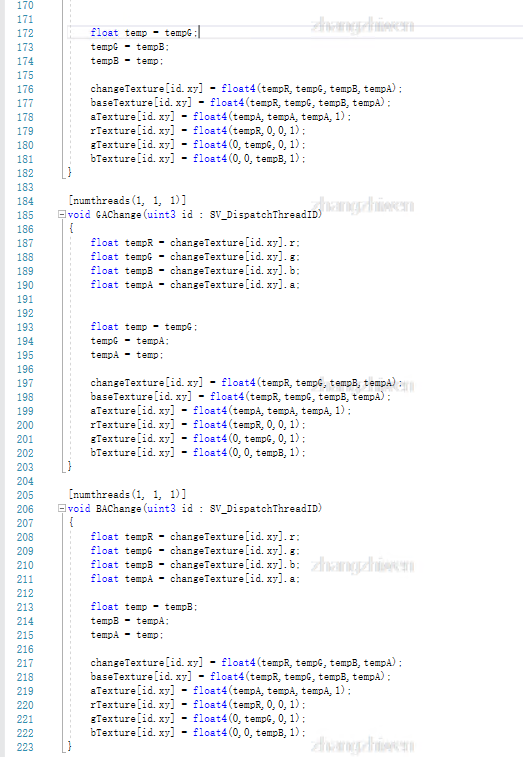 170
171
172 float temp = tempG;
173 tempG = tempB;
174 tempB = temp;
175
176 changeTexture[id.xy] = float4(tempR,tempG,tempB,tempA);
177 baseTexture[id.xy] = float4(tempR,tempG,tempB,tempA);
178 aTexture[id.xy] = float4(tempA,tempA,tempA,1);
179 rTexture[id.xy] = float4(tempR,0,0,1);
180 gTexture[id.xy] = float4(0,tempG,0,1);
181 bTexture[id.xy] = float4(0,0,tempB,1);
182 }
183
184 [numthreads(1, 1, 1)]
185 void GAChange(uint3 id : SV_DispatchThreadID)
186 {
187 float tempR = changeTexture[id.xy].r;
188 float tempG = changeTexture[id.xy].g;
189 float tempB = changeTexture[id.xy].b;
190 float tempA = changeTexture[id.xy].a;
191
192
193 float temp = tempG;
194 tempG = tempA;
195 tempA = temp;
196
197 changeTexture[id.xy] = float4(tempR,tempG,tempB,tempA);
198 baseTexture[id.xy] = float4(tempR,tempG,tempB,tempA);
199 aTexture[id.xy] = float4(tempA,tempA,tempA,1);
200 rTexture[id.xy] = float4(tempR,0,0,1);
201 gTexture[id.xy] = float4(0,tempG,0,1);
202 bTexture[id.xy] = float4(0,0,tempB,1);
203 }
204
205 [numthreads(1, 1, 1)]
206 void BAChange(uint3 id : SV_DispatchThreadID)
207 {
208 float tempR = changeTexture[id.xy].r;
209 float tempG = changeTexture[id.xy].g;
210 float tempB = changeTexture[id.xy].b;
211 float tempA = changeTexture[id.xy].a;
212
213 float temp = tempB;
214 tempB = tempA;
215 tempA = temp;
216
217 changeTexture[id.xy] = float4(tempR,tempG,tempB,tempA);
218 baseTexture[id.xy] = float4(tempR,tempG,tempB,tempA);
219 aTexture[id.xy] = float4(tempA,tempA,tempA,1);
220 rTexture[id.xy] = float4(tempR,0,0,1);
221 gTexture[id.xy] = float4(0,tempG,0,1);
222 bTexture[id.xy] = float4(0,0,tempB,1);
223 }